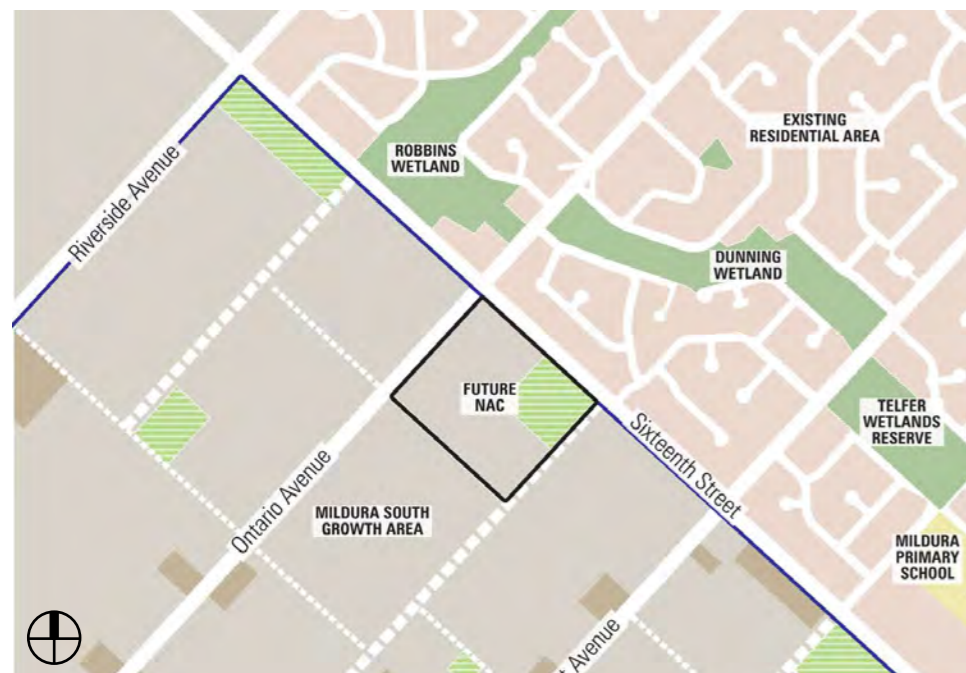 EXISTING
RESIDENTIAL AREA
ROBBINS
WETLAND
Riverside Avenue
DUNNING
WETLAND
FUTURE
NAC
TELFER
WETLANDS
RESERVE
Sixteenth Street
Ontario Avenue
MILDURA SOUTH
GROWTH AREA
MILDURA
PRIMARY
SCHOOL
t Avenue